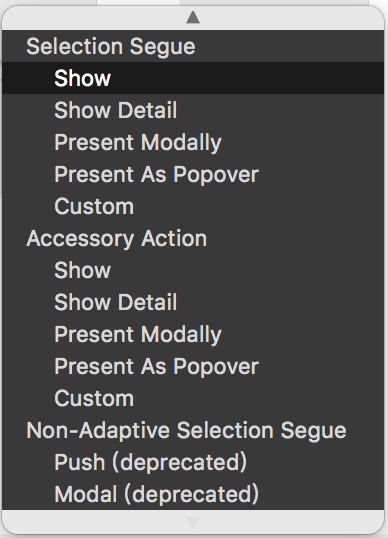 Selection Segue
Show
Show Detail
Present Modally
Present As Popover
Custom
Accessory Action
Show
Show Detail
Present Modally
Present As Popover
Custom
Non-Adaptive Selection Segue
Push (deprecated)
Modal (deprecated)